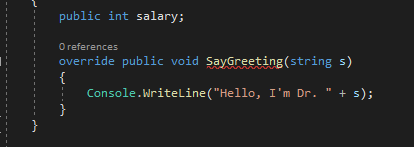 {
public int salary;
0 references
override public void SayGreeting(string s)
{
Console.WriteLine("Hello, I'm Dr. " + s);
}
}